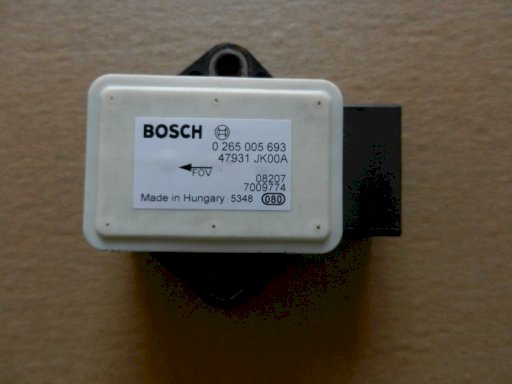 BOSCH
0 265 005 693
47931 JK00A
FOV
08207
7009774
Made in Hungary 5348 080